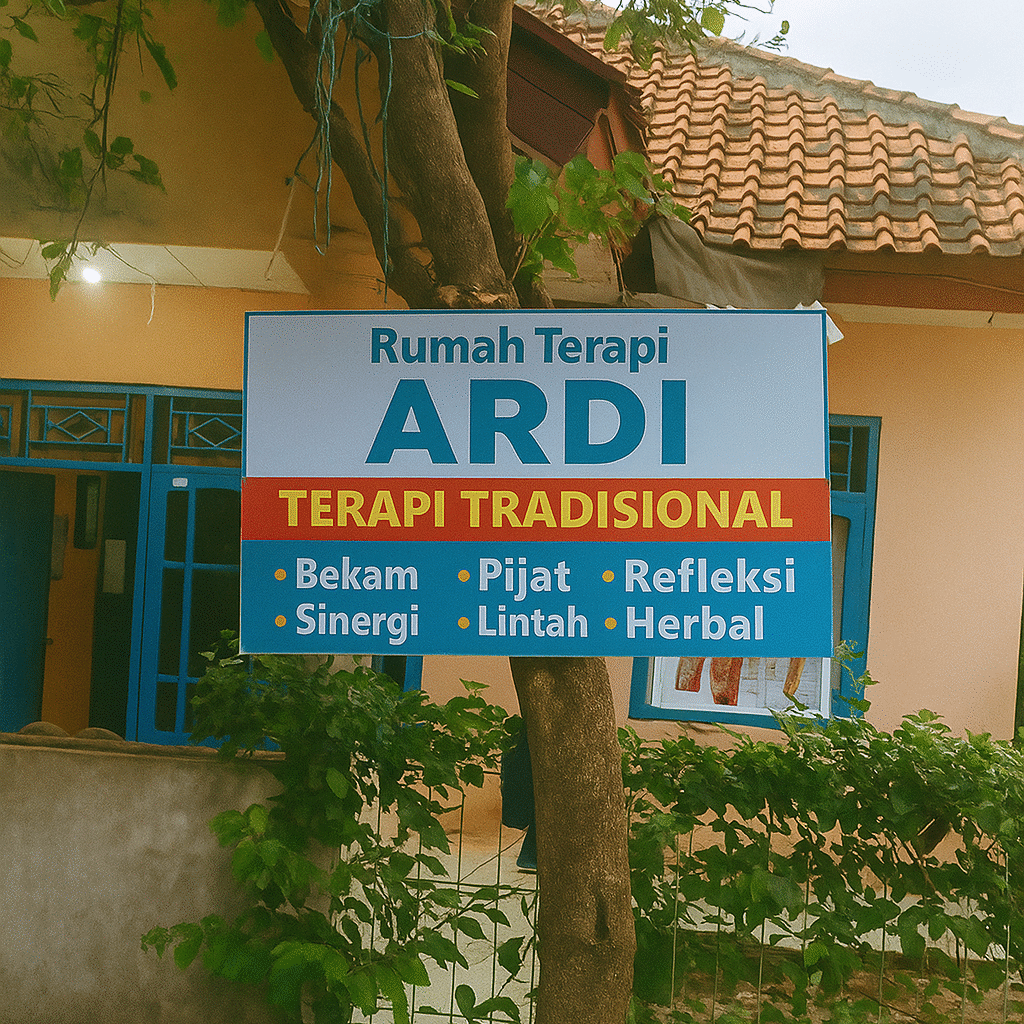 Rumah Terapi
ARDI
TERAPI TRADISIONAL
• Bekam • Pijat • Refleksi
• Sinergi • Lintah • Herbal